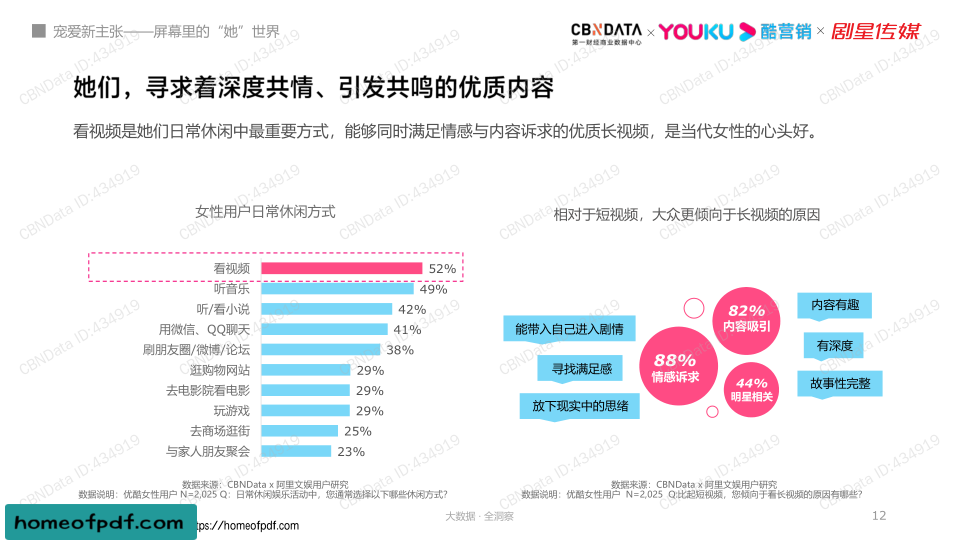 宠爱新主张——屏幕里的“她”世界
CBNDATA
第一财经商业数据中心
×
YOUKU
酷营销
×
剧星传媒
她们，寻求着深度共情、引发共鸣的优质内容
看视频是她们日常休闲中最重要方式，能够同时满足情感与内容诉求的优质长视频，是当代女性的心头好。
女性用户日常休闲方式
看视频 52%
听音乐 49%
听/看小说 42%
用微信、QQ聊天 41%
刷朋友圈/微博/论坛 38%
逛购物网站 29%
去电影院看电影 29%
玩游戏 29%
去商场逛街 25%
与家人朋友聚会 23%
数据来源：CBNData x 阿里文娱用户研究
数据说明：优酷女性用户 N=2,025 Q：日常休闲娱乐活动中，您通常选择以下哪些休闲方式？
相对于短视频，大众更倾向于长视频的原因
能带入自己进入剧情
寻找满足感
放下现实中的思绪
88%
情感诉求
82%
内容吸引
44%
明星相关
内容有趣
有深度
故事性完整
数据来源：CBNData x 阿里文娱用户研究
数据说明：优酷女性用户 N=2,025 Q:比起短视频，您倾向于看长视频的原因有哪些？
homeofpdf.com
ttps://homeofpdf.com
大数据 · 全洞察
12
CBNData ID:434919